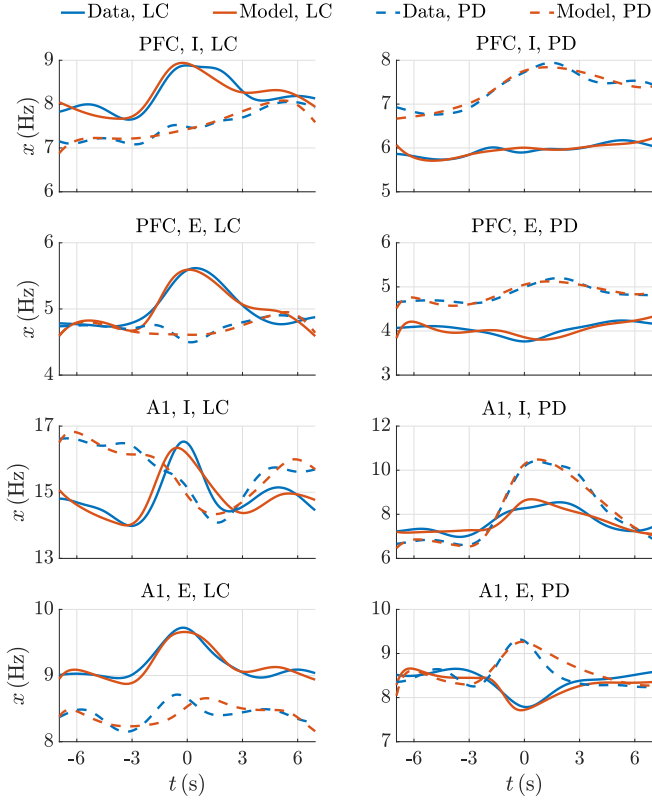 Data, LC Model, LC Data, PD Model, PD
PFC, I, LC PFC, I, PD
9 8
8 7
x (Hz)
7 6
6 5
PFC, E, LC PFC, E, PD
6 6
5 5
x (Hz)
4
4 3
A1, I, LC A1, I, PD
17 12
15 10
x (Hz)
8
13 6
A1, E, LC A1, E, PD
10 10
9 9
x (Hz)
8
8 7
-6 -3 0 3 6 -6 -3 0 3 6
t (s) t (s)